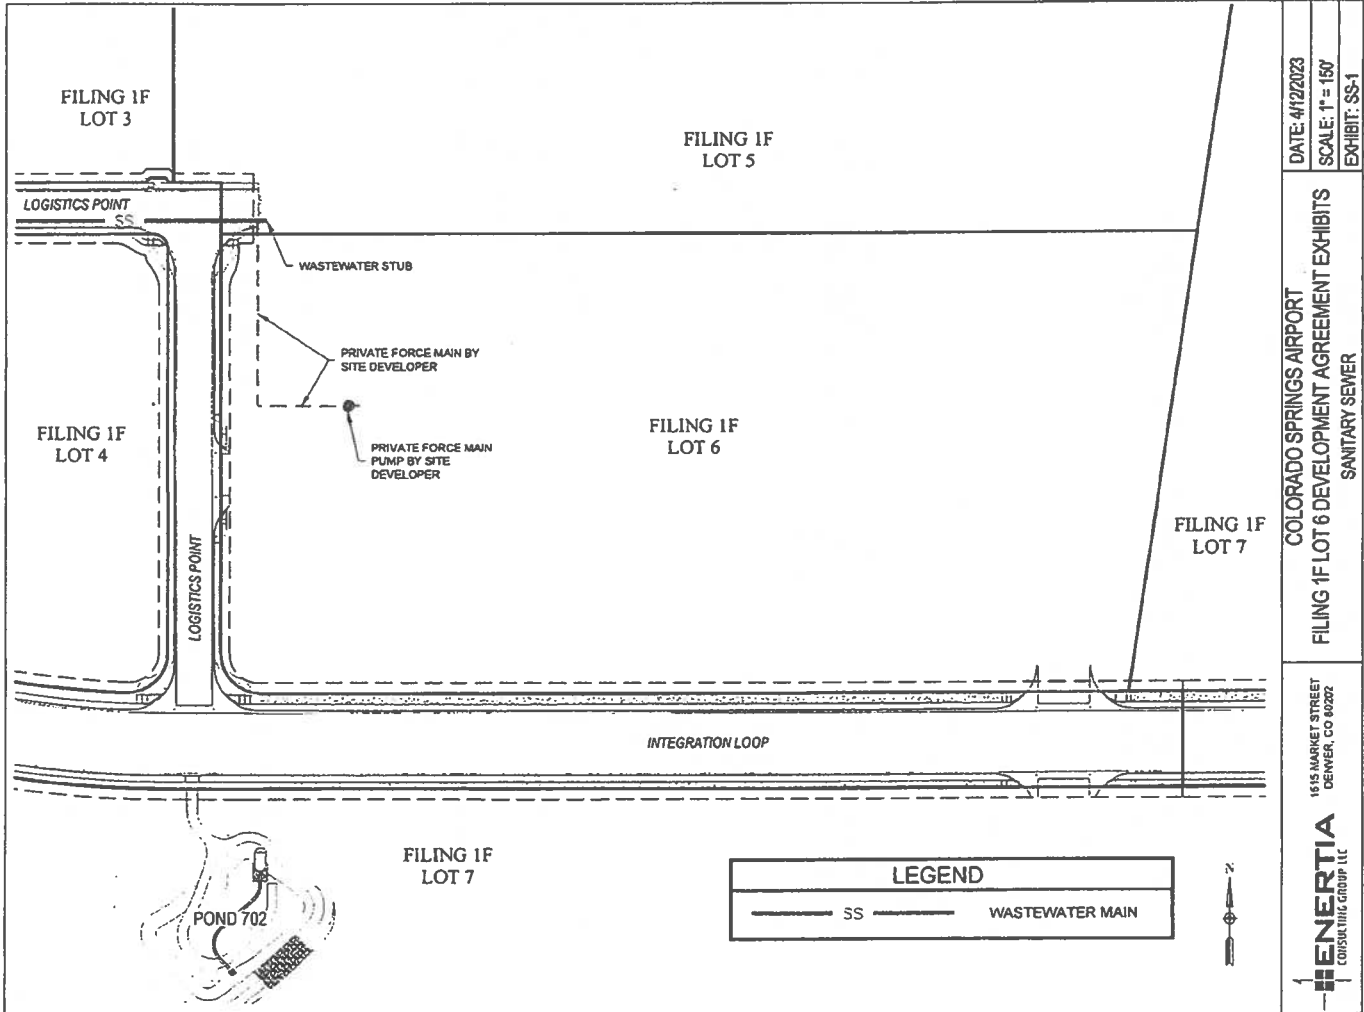 FILING 1F
LOT 3
FILING 1F
LOT 5
LOGISTICS POINT
SS
WASTEWATER STUB
PRIVATE FORCE MAIN BY
SITE DEVELOPER
PRIVATE FORCE MAIN
PUMP BY SITE
DEVELOPER
FILING 1F
LOT 4
FILING 1F
LOT 6
FILING 1F
LOT 7
LOGISTICS POINT
INTEGRATION LOOP
FILING 1F
LOT 7
POND 702
LEGEND
SS WASTEWATER MAIN
N
DATE: 4/12/2023
SCALE: 1" = 150'
EXHIBIT: SS-1
COLORADO SPRINGS AIRPORT
FILING 1F LOT 6 DEVELOPMENT AGREEMENT EXHIBITS
SANITARY SEWER
1515 MARKET STREET
DENVER, CO 80202
ENERTIA
CONSULTING GROUP LLC